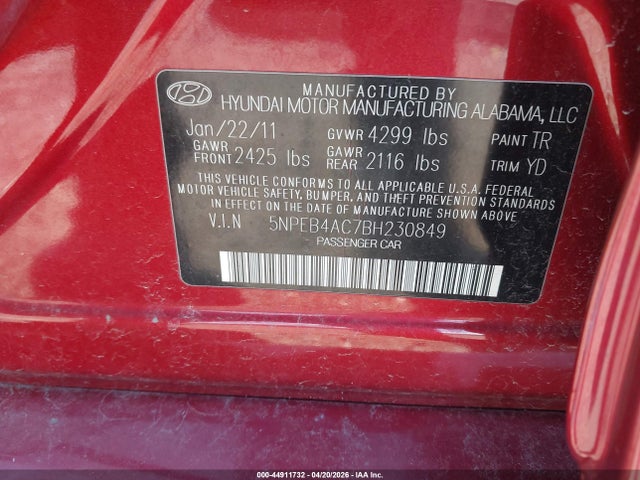 MANUFACTURED BY
HYUNDAI MOTOR MANUFACTURING ALABAMA, LLC
Jan/22/11 GVWR 4299 lbs PAINT TR
GAWR FRONT 2425 lbs GAWR REAR 2116 lbs TRIM YD
THIS VEHICLE CONFORMS TO ALL APPLICABLE U.S.A. FEDERAL
MOTOR VEHICLE SAFETY, BUMPER, AND THEFT PREVENTION STANDARDS
IN EFFECT ON THE DATE OF MANUFACTURE SHOWN ABOVE.
V.I.N 5NPEB4AC7BH230849
PASSENGER CAR
000-44911732 - 04/20/2026 - IAA Inc.